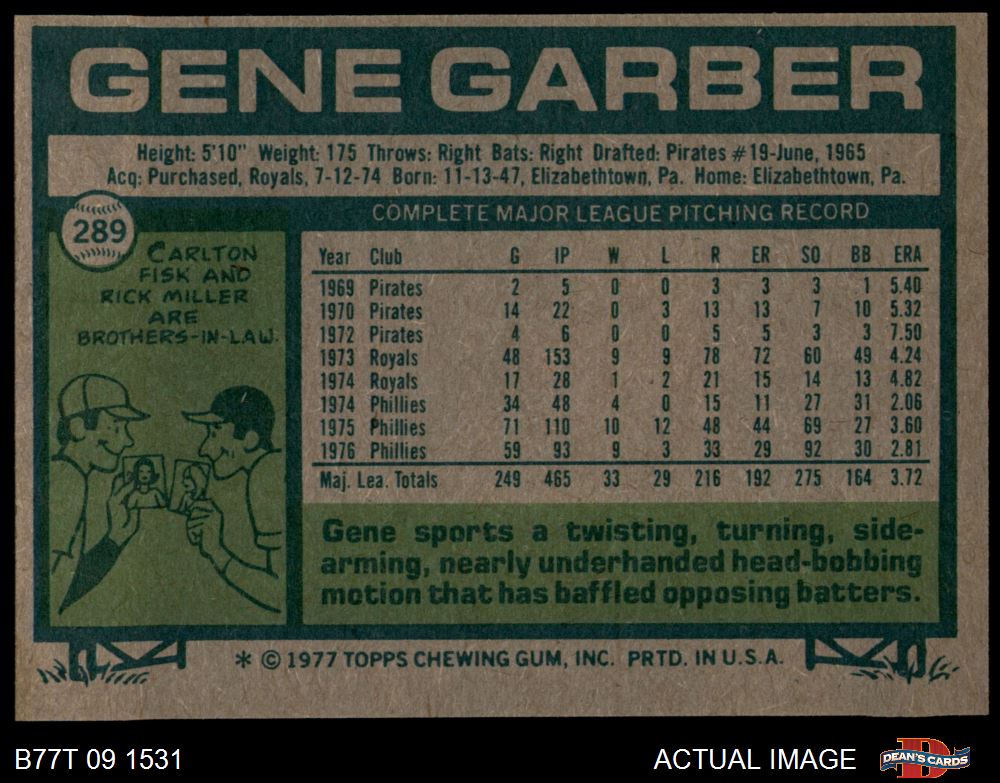 GENE GARBER
Height: 5'10" Weight: 175 Throws: Right Bats: Right Drafted: Pirates #19-June, 1965
Acq: Purchased, Royals, 7-12-74 Born: 11-13-47, Elizabethtown, Pa. Home: Elizabethtown, Pa.
289
CARLTON
FISK AND
RICK MILLER
ARE
BROTHERS-IN-LAW.
COMPLETE MAJOR LEAGUE PITCHING RECORD
Year Club G IP W L R ER SO BB ERA
1969 Pirates 2 5 0 0 3 3 3 1 5.40
1970 Pirates 14 22 0 3 13 13 7 10 5.32
1972 Pirates 4 6 0 0 5 5 3 3 7.50
1973 Royals 48 153 9 9 78 72 60 49 4.24
1974 Royals 17 28 1 2 21 15 14 13 4.82
1974 Phillies 34 48 4 0 15 11 27 31 2.06
1975 Phillies 71 110 10 12 48 44 69 27 3.60
1976 Phillies 59 93 9 3 33 29 92 30 2.81
Maj. Lea. Totals 249 465 33 29 216 192 275 164 3.72
Gene sports a twisting, turning, side-
arming, nearly underhanded head-bobbing
motion that has baffled opposing batters.
* © 1977 TOPPS CHEWING GUM, INC. PRTD. IN U.S.A.
B77T 09 1531
ACTUAL IMAGE
D
DEAN'S CARDS